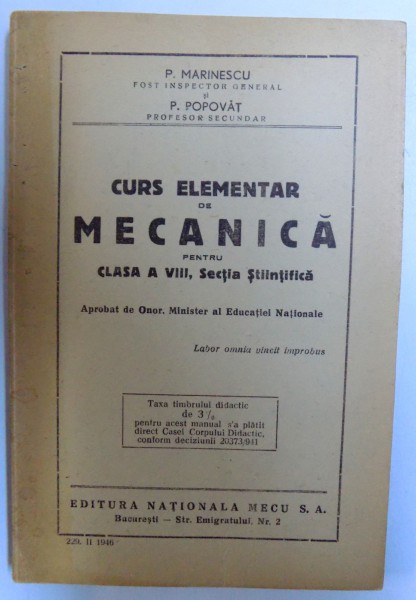 P. MARINESCU
FOST INSPECTOR GENERAL
și
P. POPOVĂȚ
PROFESOR SECUNDAR
CURS ELEMENTAR
DE
MECANICĂ
PENTRU
CLASA A VIII, Secția Științifică
Aprobat de Onor. Minister al Educației Naționale
Labor omnia vincit improbus
Taxa timbrului didactic
de 3%
pentru acest manual s'a plătit
direct Casei Corpului Didactic,
conform deciziunii 20373/941
EDITURA NAȚIONALA MECU S. A.
București — Str. Emigratului, Nr. 2
229. II 1946